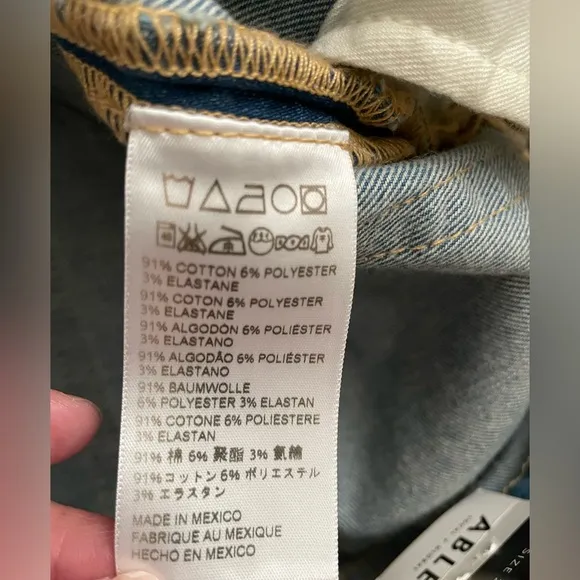 91% COTTON 6% POLYESTER
3% ELASTANE
91% COTON 6% POLYESTER
3% ELASTANE
91% ALGODON 6% POLIÉSTER
3% ELASTANO
91% ALGODÃO 6% POLIÉSTER
3% ELASTANO
91% BAUMWOLLE
6% POLYESTER 3% ELASTAN
91% COTONE 6% POLIESTERE
3% ELASTAN
91% 棉 6% 聚酯 3% 氨綸
91% コットン 6% ポリエステル
3% エラスタン
MADE IN MEXICO
FABRIQUÉ AU MEXIQUE
HECHO EN MEXICO
ABLE
SIZE